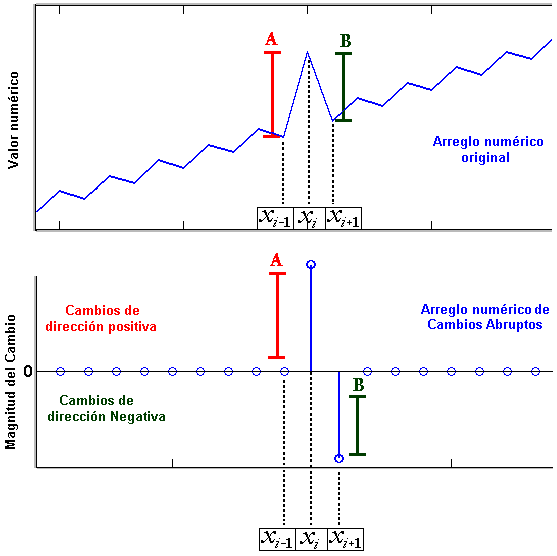 A
B
Valor numérico
Arreglo numérico
original
xi-1 xi xi+1
A
Cambios de
dirección positiva
Arreglo numérico de
Cambios Abruptos
Magnitud del Cambio
0
B
Cambios de
dirección Negativa
xi-1 xi xi+1